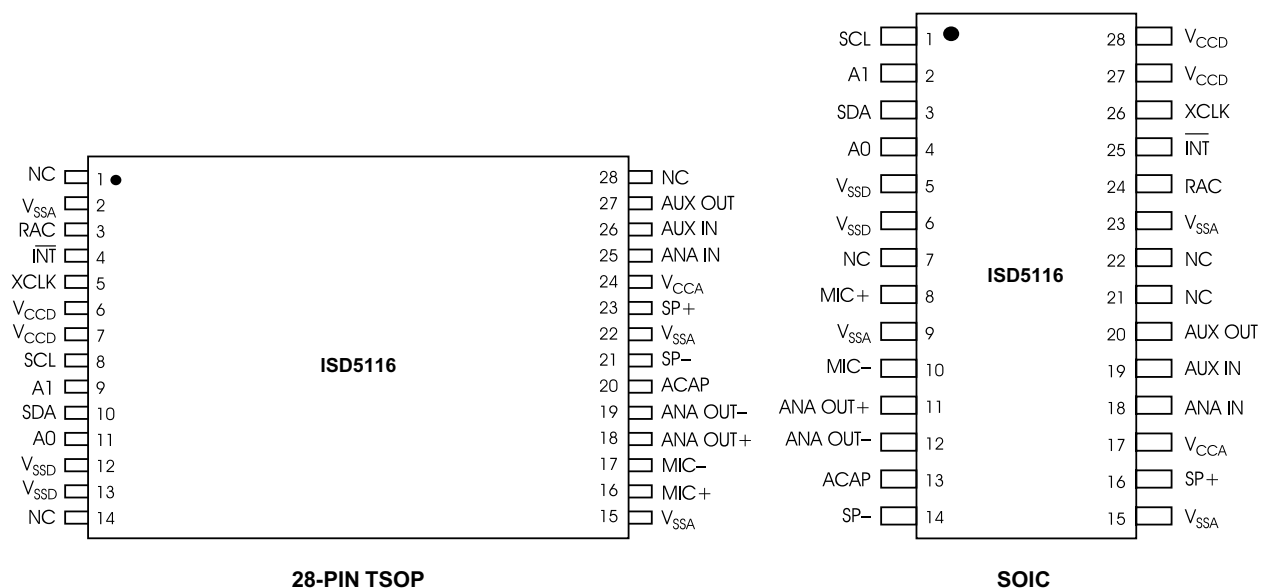 NC 1 28 NC
VSSA 2 27 AUX OUT
RAC 3 26 AUX IN
INT 4 25 ANA IN
XCLK 5 24 VCCA
VCCD 6 23 SP+
VCCD 7 22 VSSA
SCL 8 21 SP–
A1 9 20 ACAP
SDA 10 19 ANA OUT–
A0 11 18 ANA OUT+
VSSD 12 17 MIC–
VSSD 13 16 MIC+
NC 14 15 VSSA
ISD5116
28-PIN TSOP
SCL 1 28 VCCD
A1 2 27 VCCD
SDA 3 26 XCLK
A0 4 25 INT
VSSD 5 24 RAC
VSSD 6 23 VSSA
NC 7 22 NC
MIC+ 8 21 NC
VSSA 9 20 AUX OUT
MIC– 10 19 AUX IN
ANA OUT+ 11 18 ANA IN
ANA OUT– 12 17 VCCA
ACAP 13 16 SP+
SP– 14 15 VSSA
ISD5116
SOIC